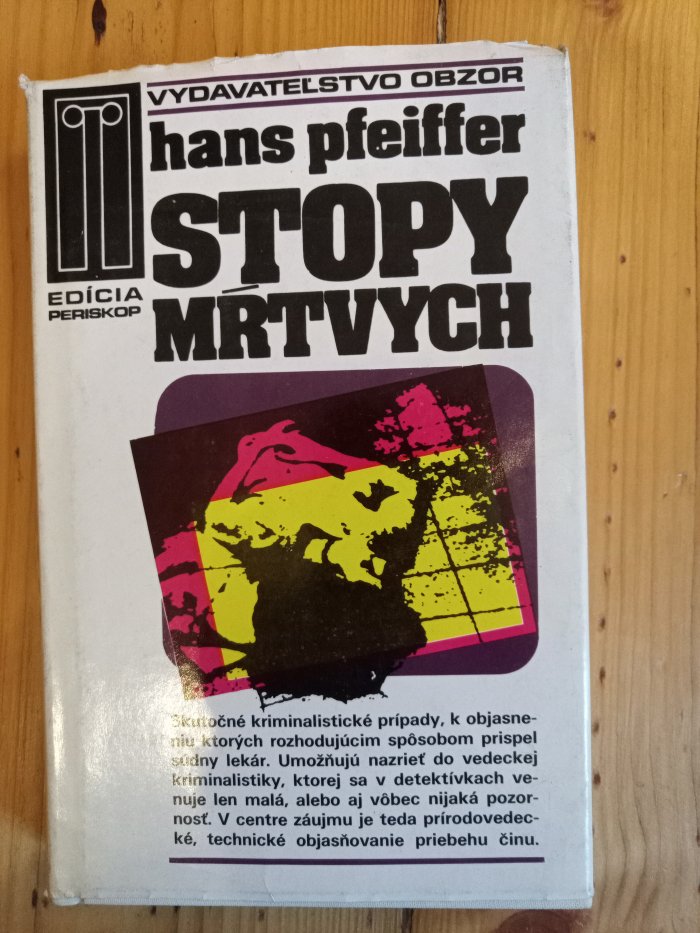 VYDAVATEĽSTVO OBZOR
hans pfeiffer
STOPY
MŔTVYCH
EDÍCIA
PERISKOP
Skutočné kriminalistické prípady, k objasne-
niu ktorých rozhodujúcim spôsobom prispel
súdny lekár. Umožňujú nazrieť do vedeckej
kriminalistiky, ktorej sa v detektívkach ve-
nuje len malá, alebo aj vôbec nijaká pozor-
nosť. V centre záujmu je teda prírodovedec-
ké, technické objasňovanie priebehu činu.